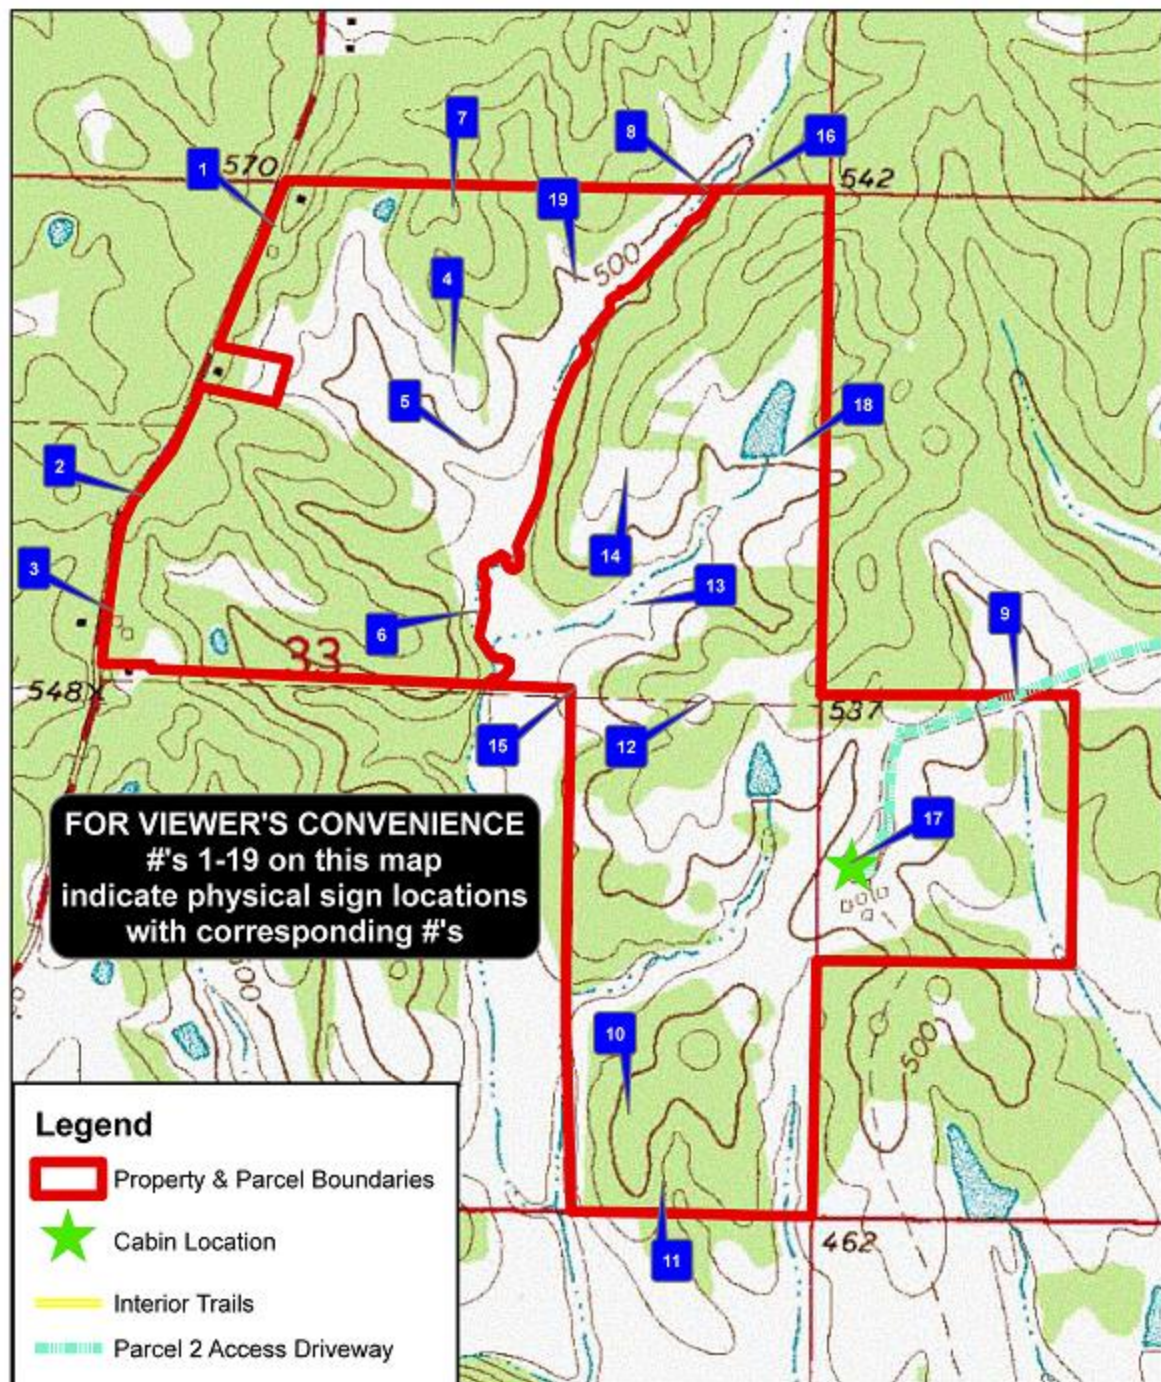 7
8
16
1
570
542
19
500
4
5
18
2
14
3
13
9
6
33
548X
537
15
12
FOR VIEWER'S CONVENIENCE
#'s 1-19 on this map
indicate physical sign locations
with corresponding #'s
17
10
500
Legend
Property & Parcel Boundaries
Cabin Location
462
11
Interior Trails
Parcel 2 Access Driveway